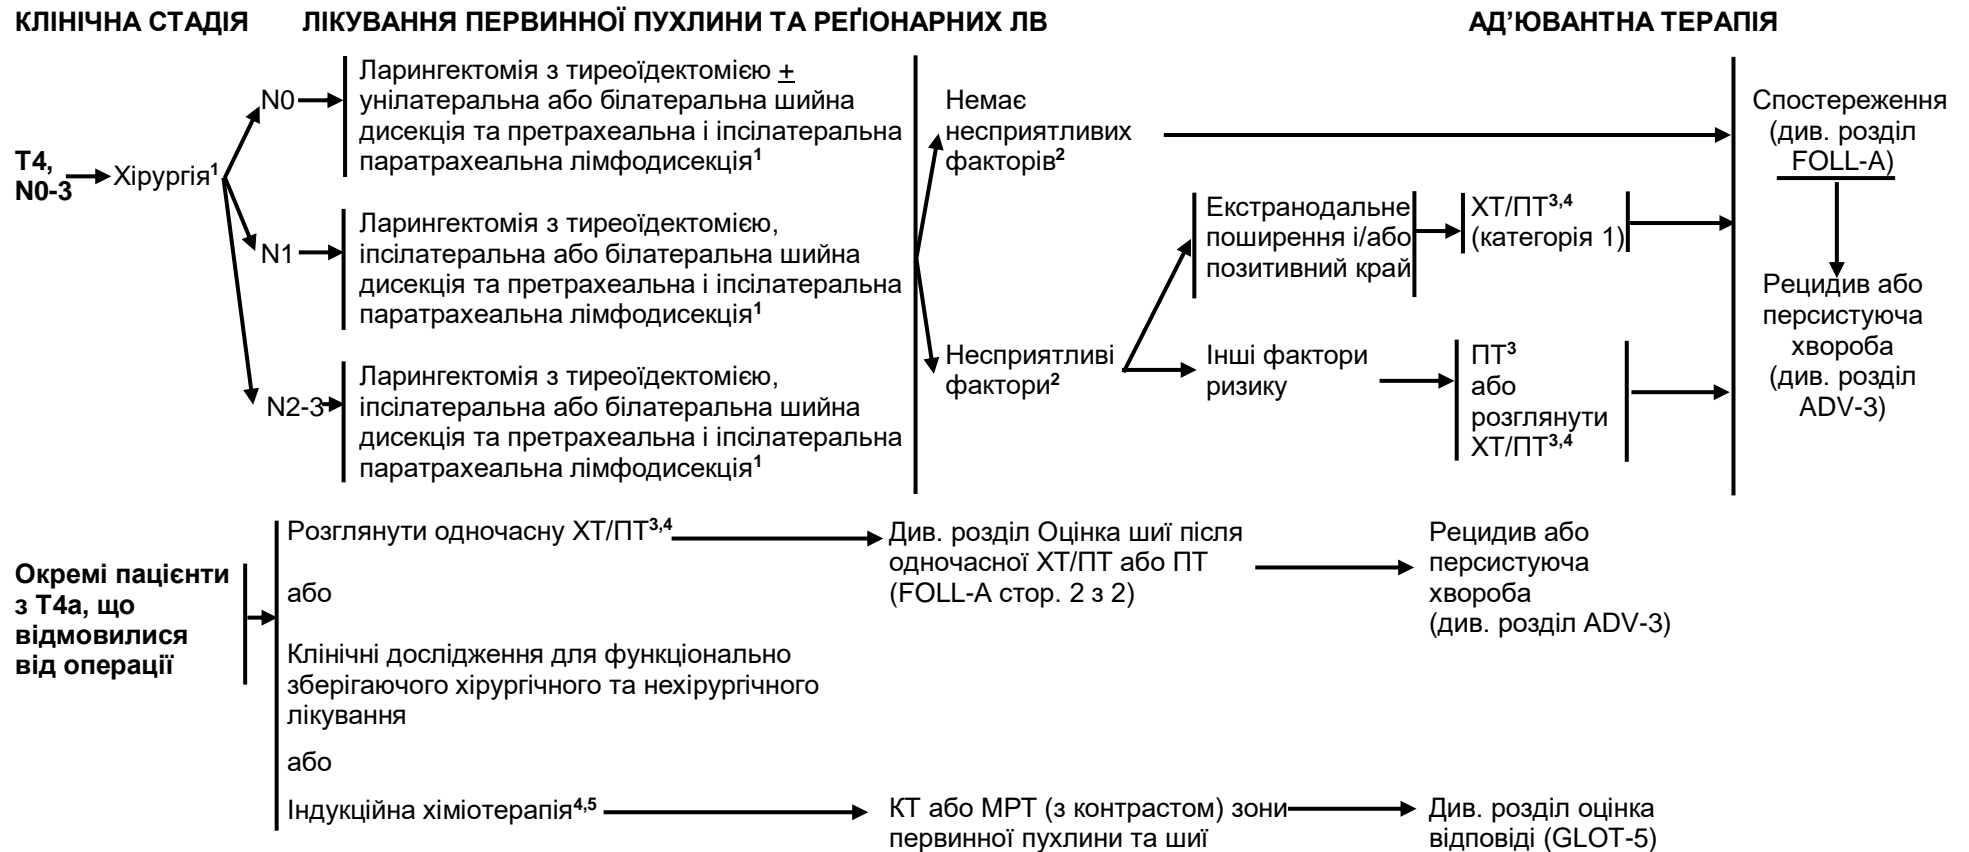 КЛІНІЧНА СТАДІЯ
ЛІКУВАННЯ ПЕРВИННОЇ ПУХЛИНИ ТА РЕҐІОНАРНИХ ЛВ
АД’ЮВАНТНА ТЕРАПІЯ
T4,
N0-3
Хірургія1
N0
Ларингектомія з тиреоїдектомією +
унілатеральна або білатеральна шийна
дисекція та претрахеальна і іпсілатеральна
паратрахеальна лімфодисекція1
N1
Ларингектомія з тиреоїдектомією,
іпсілатеральна або білатеральна шийна
дисекція та претрахеальна і іпсілатеральна
паратрахеальна лімфодисекція1
N2-3
Ларингектомія з тиреоїдектомією,
іпсілатеральна або білатеральна шийна
дисекція та претрахеальна і іпсілатеральна
паратрахеальна лімфодисекція1
Немає
несприятливих
факторів2
Несприятливі
фактори2
Екстранодальне
поширення і/або
позитивний край
ХТ/ПТ3,4
(категорія 1)
Інші фактори
ризику
ПТ3
або
розглянути
ХТ/ПТ3,4
Спостереження
(див. розділ
FOLL-A)
Рецидив або
персистуюча
хвороба
(див. розділ
ADV-3)
Окремі пацієнти
з T4a, що
відмовилися
від операції
Розглянути одночасну ХТ/ПТ3,4
або
Клінічні дослідження для функціонально
зберігаючого хірургічного та нехірургічного
лікування
або
Індукційна хіміотерапія4,5
Див. розділ Оцінка шиї після
одночасної ХТ/ПТ або ПТ
(FOLL-A стор. 2 з 2)
Рецидив або
персистуюча
хвороба
(див. розділ ADV-3)
КТ або МРТ (з контрастом) зони
первинної пухлини та шиї
Див. розділ оцінка
відповіді (GLOT-5)